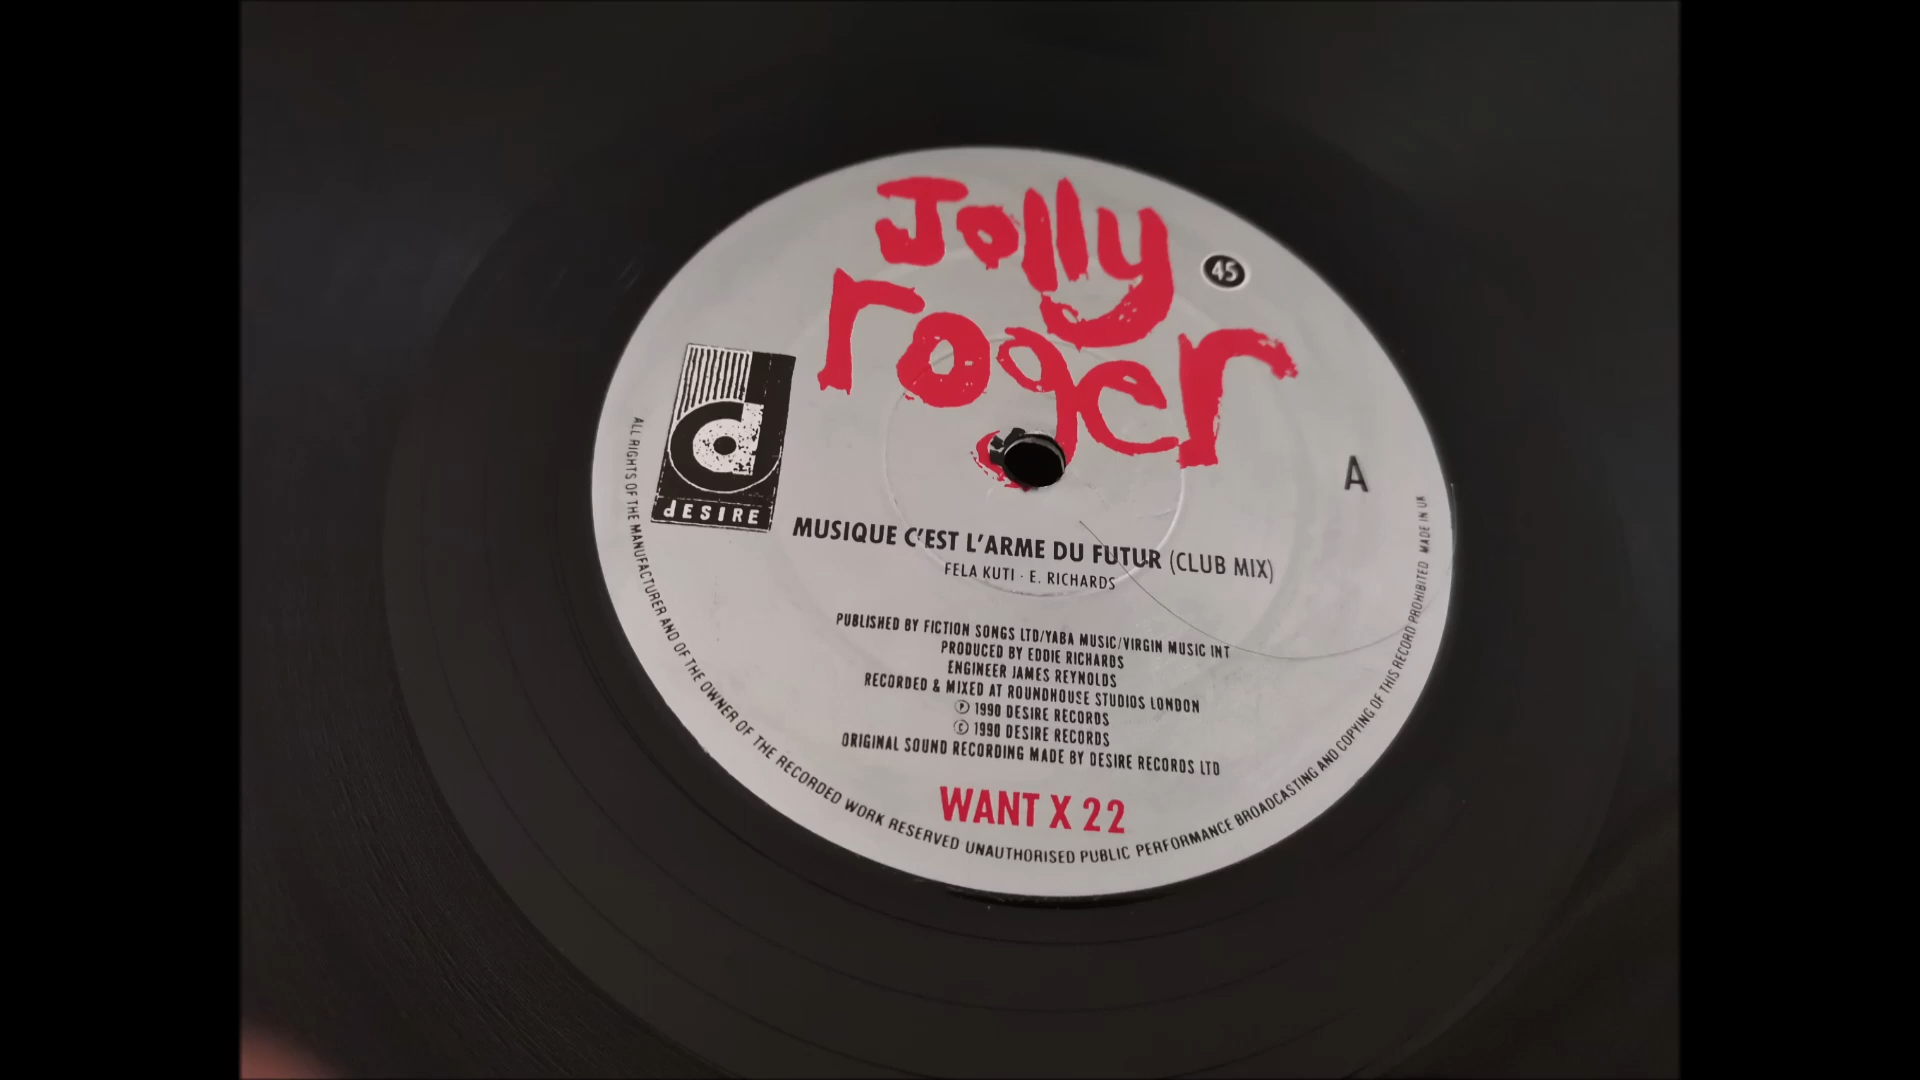 Jolly
roger
45
A
d
dESIRE
MUSIQUE C'EST L'ARME DU FUTUR (CLUB MIX)
FELA KUTI · E. RICHARDS
PUBLISHED BY FICTION SONGS LTD/YABA MUSIC/VIRGIN MUSIC INT
PRODUCED BY EDDIE RICHARDS
ENGINEER JAMES REYNOLDS
RECORDED & MIXED AT ROUNDHOUSE STUDIOS LONDON
℗ 1990 DESIRE RECORDS
© 1990 DESIRE RECORDS
ORIGINAL SOUND RECORDING MADE BY DESIRE RECORDS LTD
WANT X 22
ALL RIGHTS OF THE MANUFACTURER AND OF THE OWNER OF THE RECORDED WORK RESERVED UNAUTHORISED PUBLIC PERFORMANCE BROADCASTING AND COPYING OF THIS RECORD PROHIBITED MADE IN UK